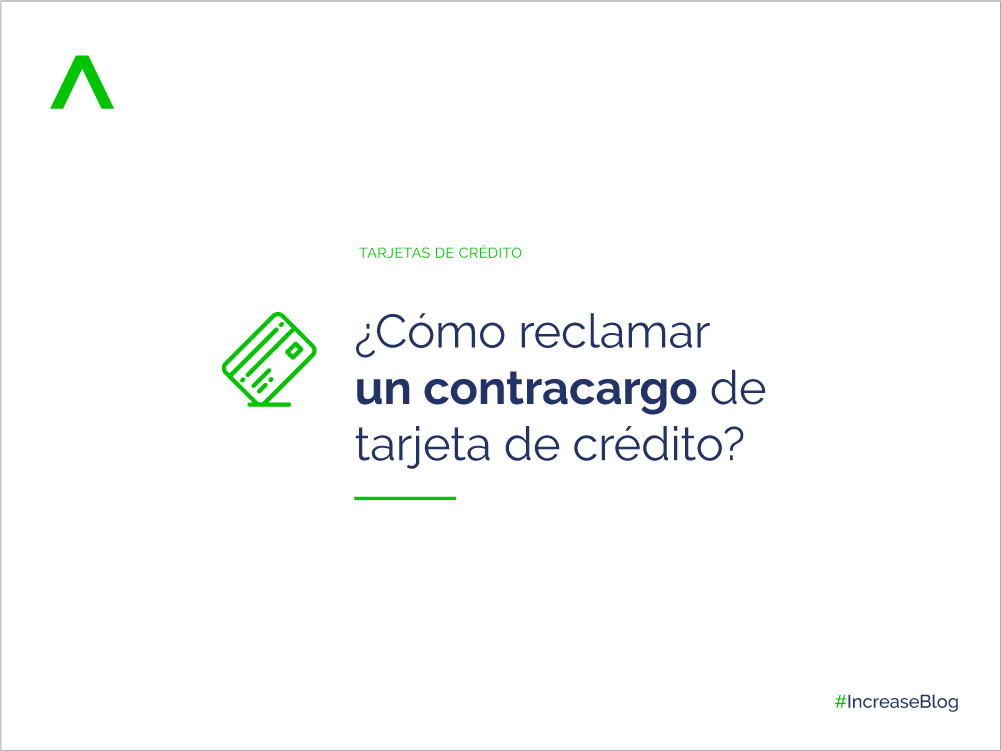 TARJETAS DE CRÉDITO
¿Cómo reclamar
un contracargo de
tarjeta de crédito?
#IncreaseBlog